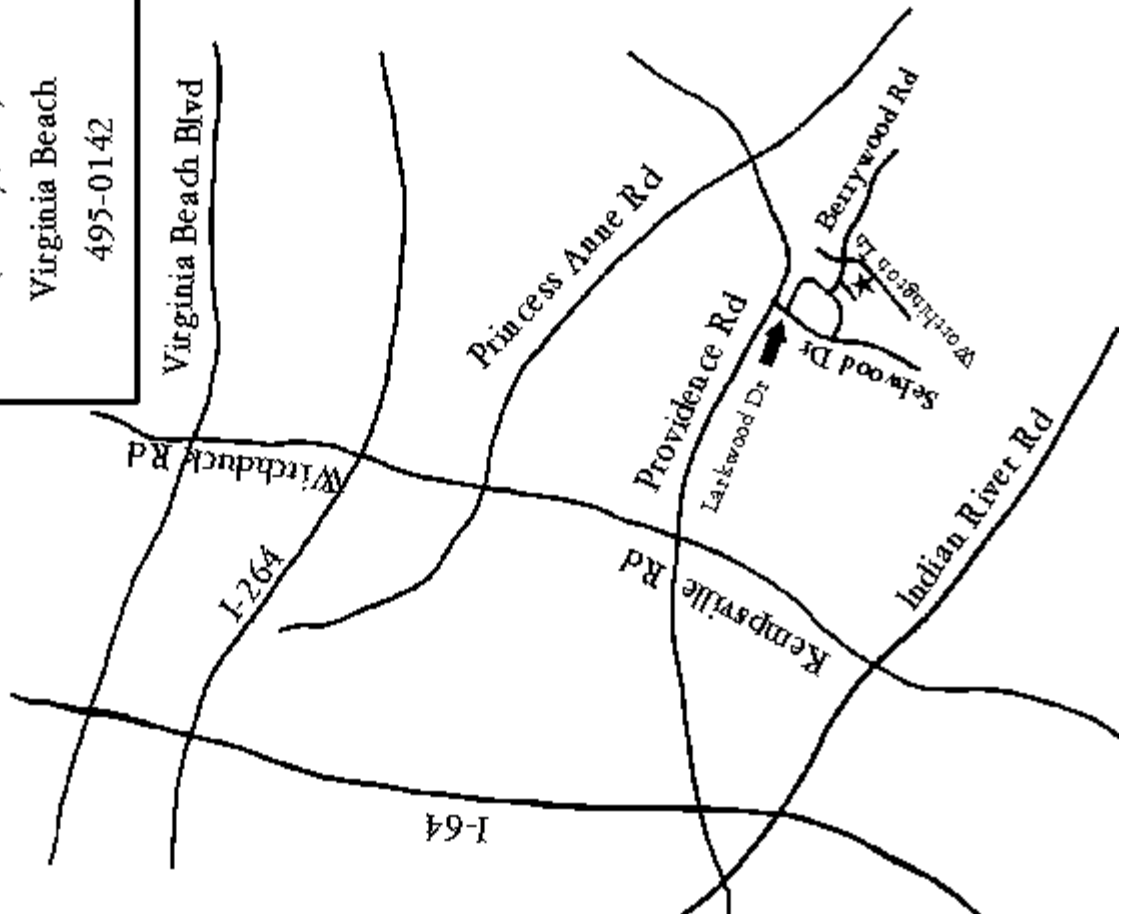 Virginia Beach
495-0142
Virginia Beach Blvd
Witchduck Rd
I-264
Princess Anne Rd
Providence Rd
Larkwood Dr
Berrywood Rd
Worthington Ln
Selwood Dr
Kempsville Rd
Indian River Rd
I-64